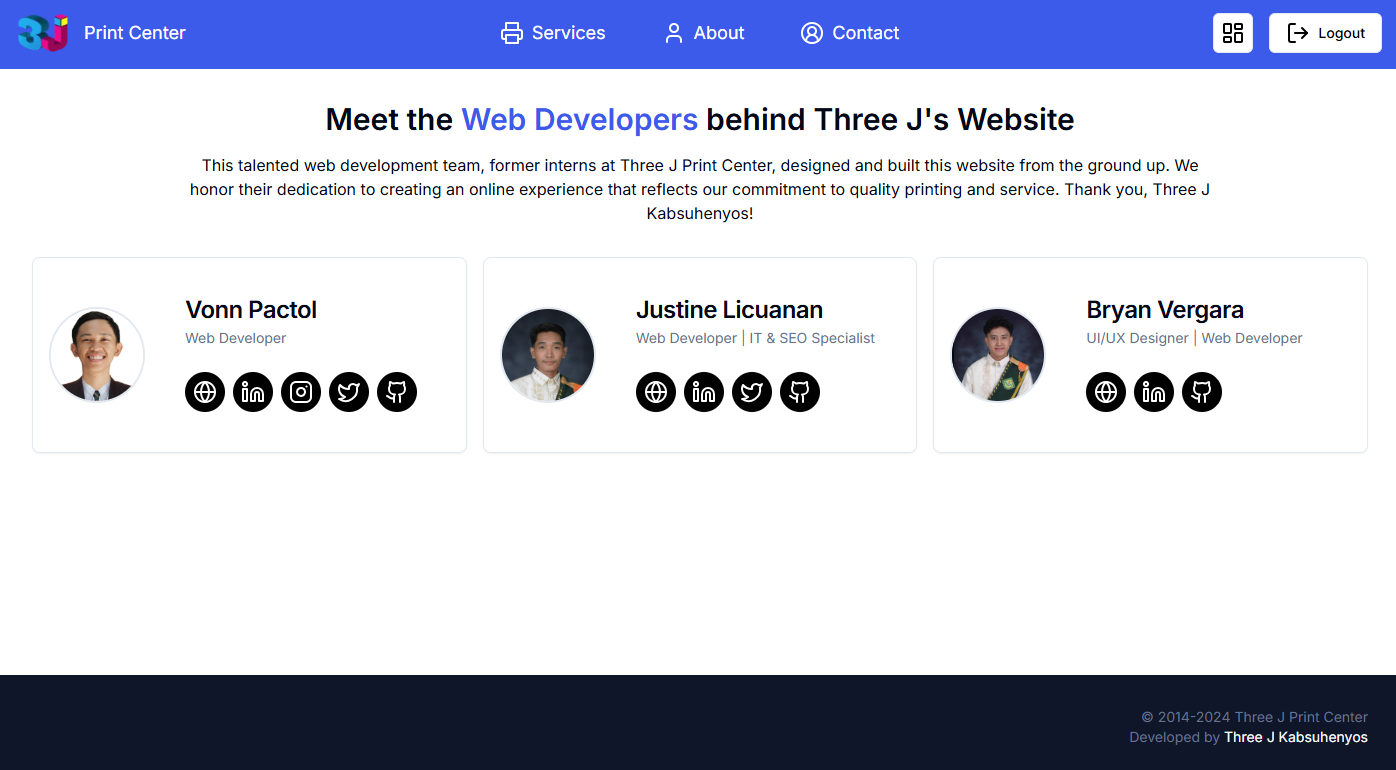 3J Print Center
Services
About
Contact
Logout
Meet the Web Developers behind Three J's Website
This talented web development team, former interns at Three J Print Center, designed and built this website from the ground up. We
honor their dedication to creating an online experience that reflects our commitment to quality printing and service. Thank you, Three J
Kabsuhenyos!
Vonn Pactol
Web Developer
Justine Licuanan
Web Developer | IT & SEO Specialist
Bryan Vergara
UI/UX Designer | Web Developer
© 2014-2024 Three J Print Center
Developed by Three J Kabsuhenyos